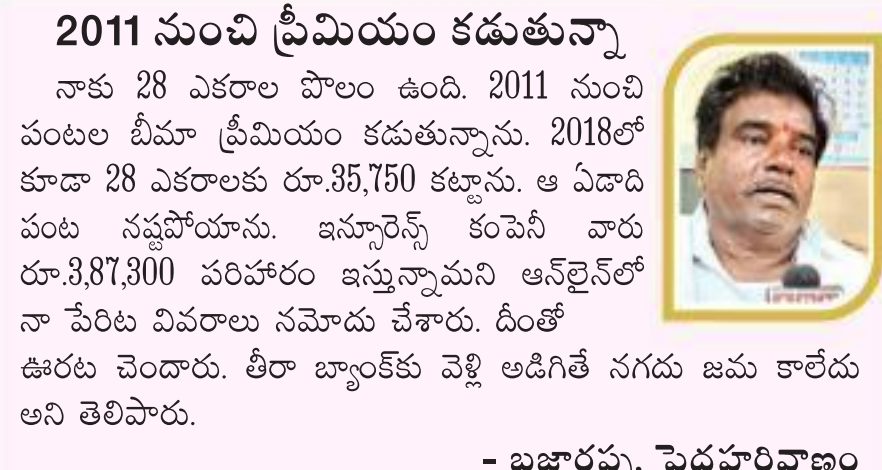 2011 నుంచి ప్రీమియం కడుతున్నా
నాకు 28 ఎకరాల పొలం ఉంది. 2011 నుంచి
పంటల బీమా ప్రీమియం కడుతున్నాను. 2018లో
కూడా 28 ఎకరాలకు రూ.35,750 కట్టాను. ఆ ఏడాది
పంట నష్టపోయాను. ఇన్సూరెన్స్ కంపెనీ వారు
రూ.3,87,300 పరిహారం ఇస్తున్నామని ఆన్‌లైన్‌లో
నా పేరిట వివరాలు నమోదు చేశారు. దీంతో
ఊరట చెందారు. తీరా బ్యాంక్‌కు వెళ్లి అడిగితే నగదు జమ కాలేదు
అని తెలిపారు.
- బజారప్ప, పెద్దహరివాణం